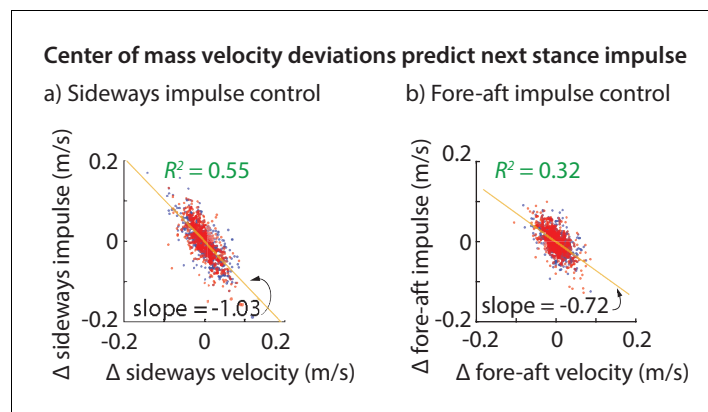 Center of mass velocity deviations predict next stance impulse
a) Sideways impulse control
Δ sideways impulse (m/s)
0.2
0
-0.2
R² = 0.55
slope = -1.03
-0.2
0
0.2
Δ sideways velocity (m/s)
b) Fore-aft impulse control
Δ fore-aft impulse (m/s)
0.2
0
-0.2
R² = 0.32
slope = -0.72
-0.2
0
0.2
Δ fore-aft velocity (m/s)